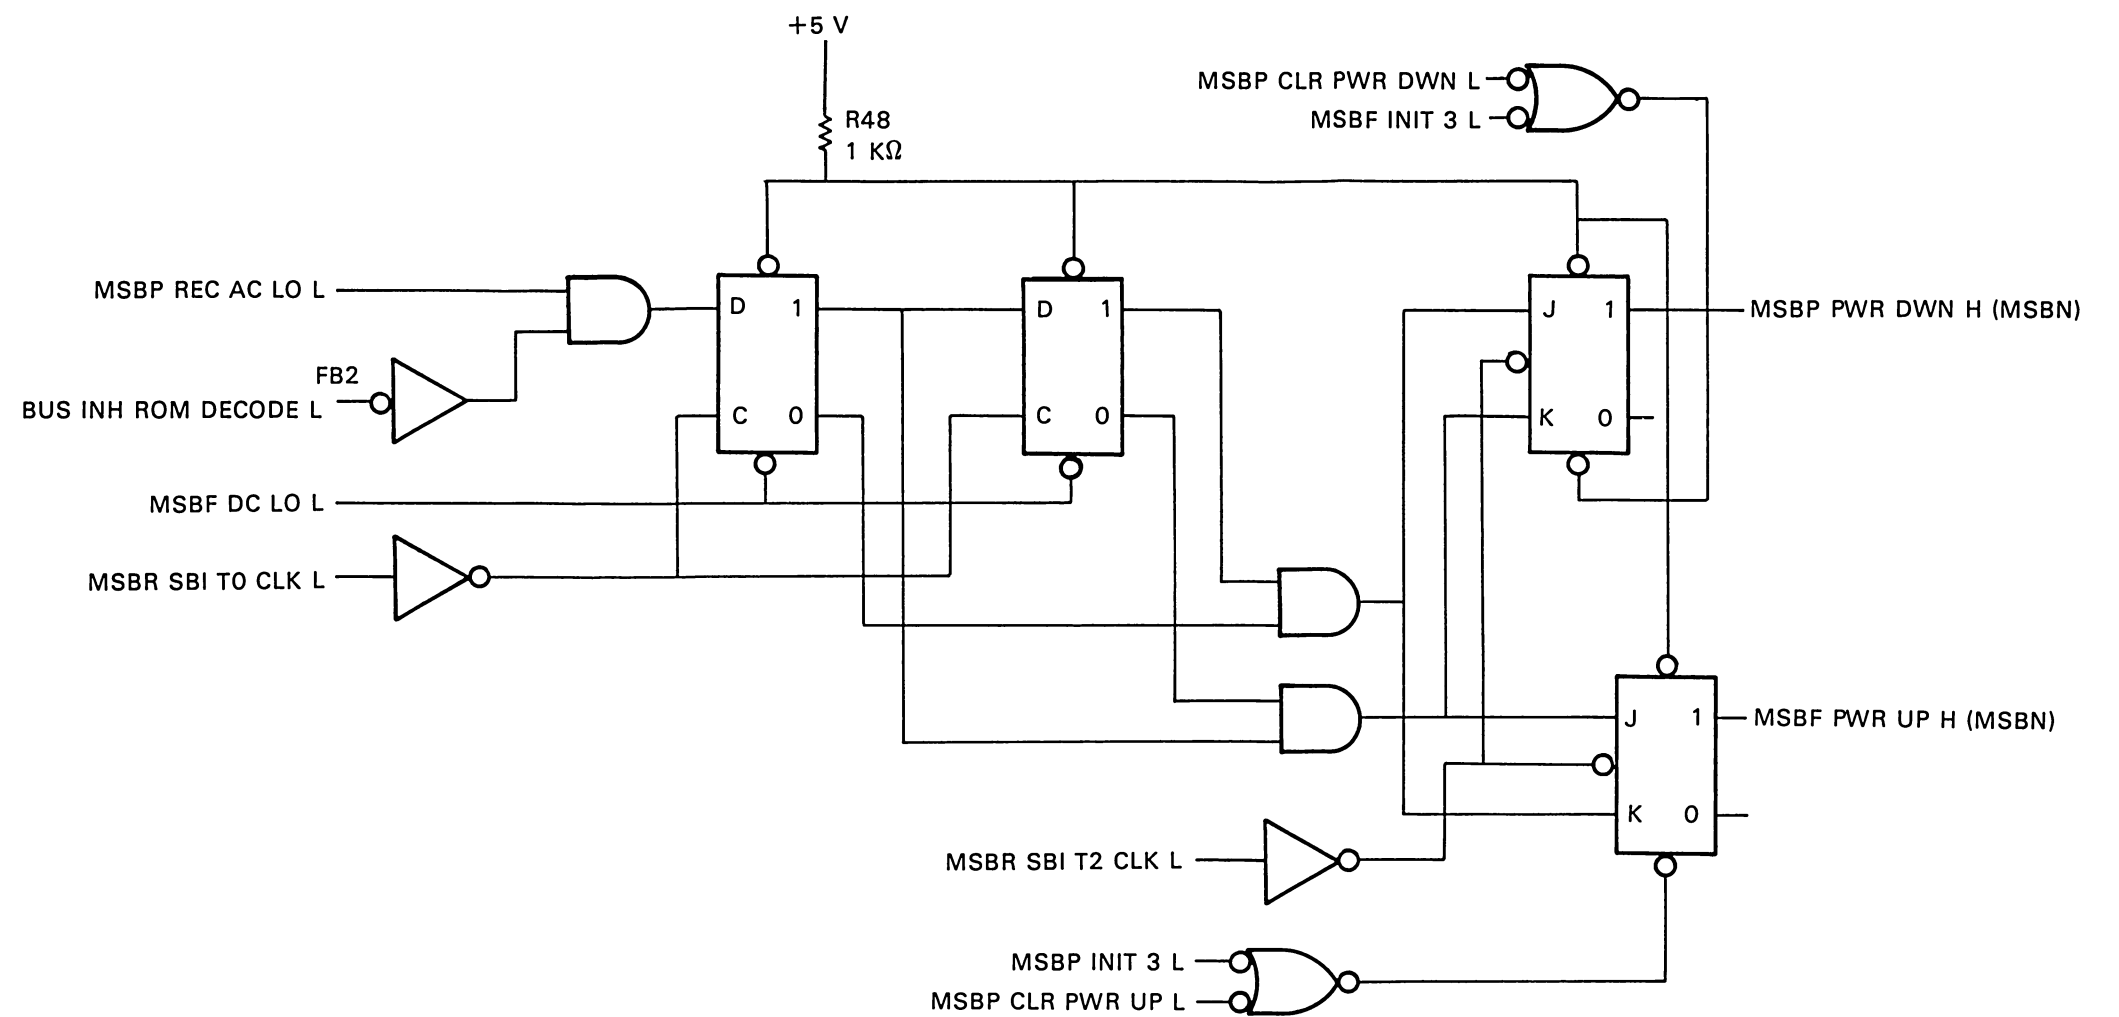 +5 V
MSBP CLR PWR DWN L
R48
MSBF INIT 3 L
1 KΩ
MSBP REC AC LO L
D 1
D 1
J 1
MSBP PWR DWN H (MSBN)
FB2
BUS INH ROM DECODE L
C 0
C 0
K 0
MSBF DC LO L
MSBR SBI T0 CLK L
J 1
MSBF PWR UP H (MSBN)
K 0
MSBR SBI T2 CLK L
MSBP INIT 3 L
MSBP CLR PWR UP L